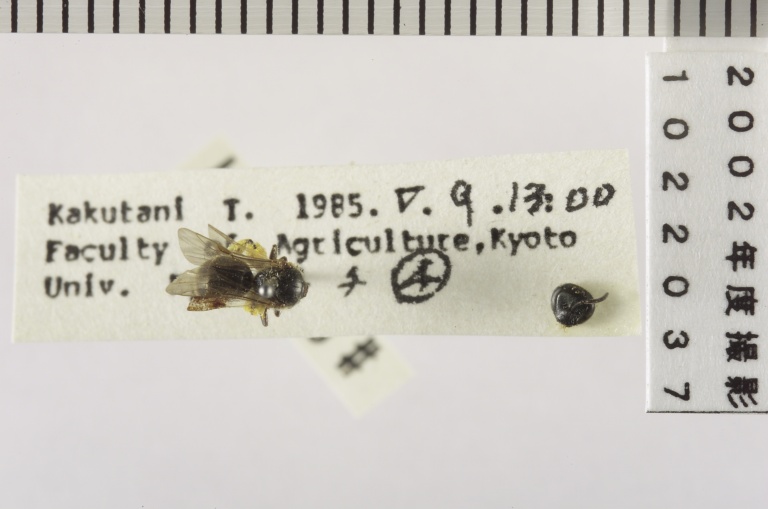 Kakutani T. 1985. V. 9 .13:00
Faculty Agriculture, Kyoto
Univ.
2002年度撮影
1022037